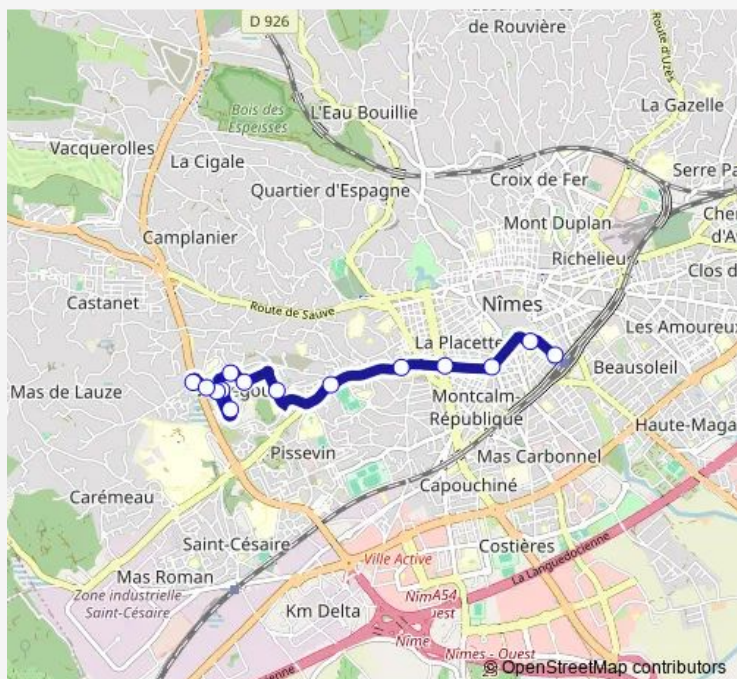 D 926
de Rouvière
Route d'Uzès
La Gazelle
Bois des
Espeisses
L'Eau Bouillie
Vacquerolles
La Cigale
Serre Pa
Croix de Fer
Quartier d'Espagne
Mont Duplan
Che
d'A
Camplanier
Richelieu
Clos d
Castanet
Route de Sauve
Nîmes
Les Amoureux
La Placette
Beausoleil
Mas de Lauze
Montcalm-
République
Haute-Maga
Pissevin
Mas Carbonnel
Carémeau
Capouchiné
Saint-Césaire
Costières
La Languedocienne
Ville Active
Mas Roman
Zone industrielle
Saint-Césaire
Km Delta
A54
Nîmes - Ouest
© OpenStreetMap contributors